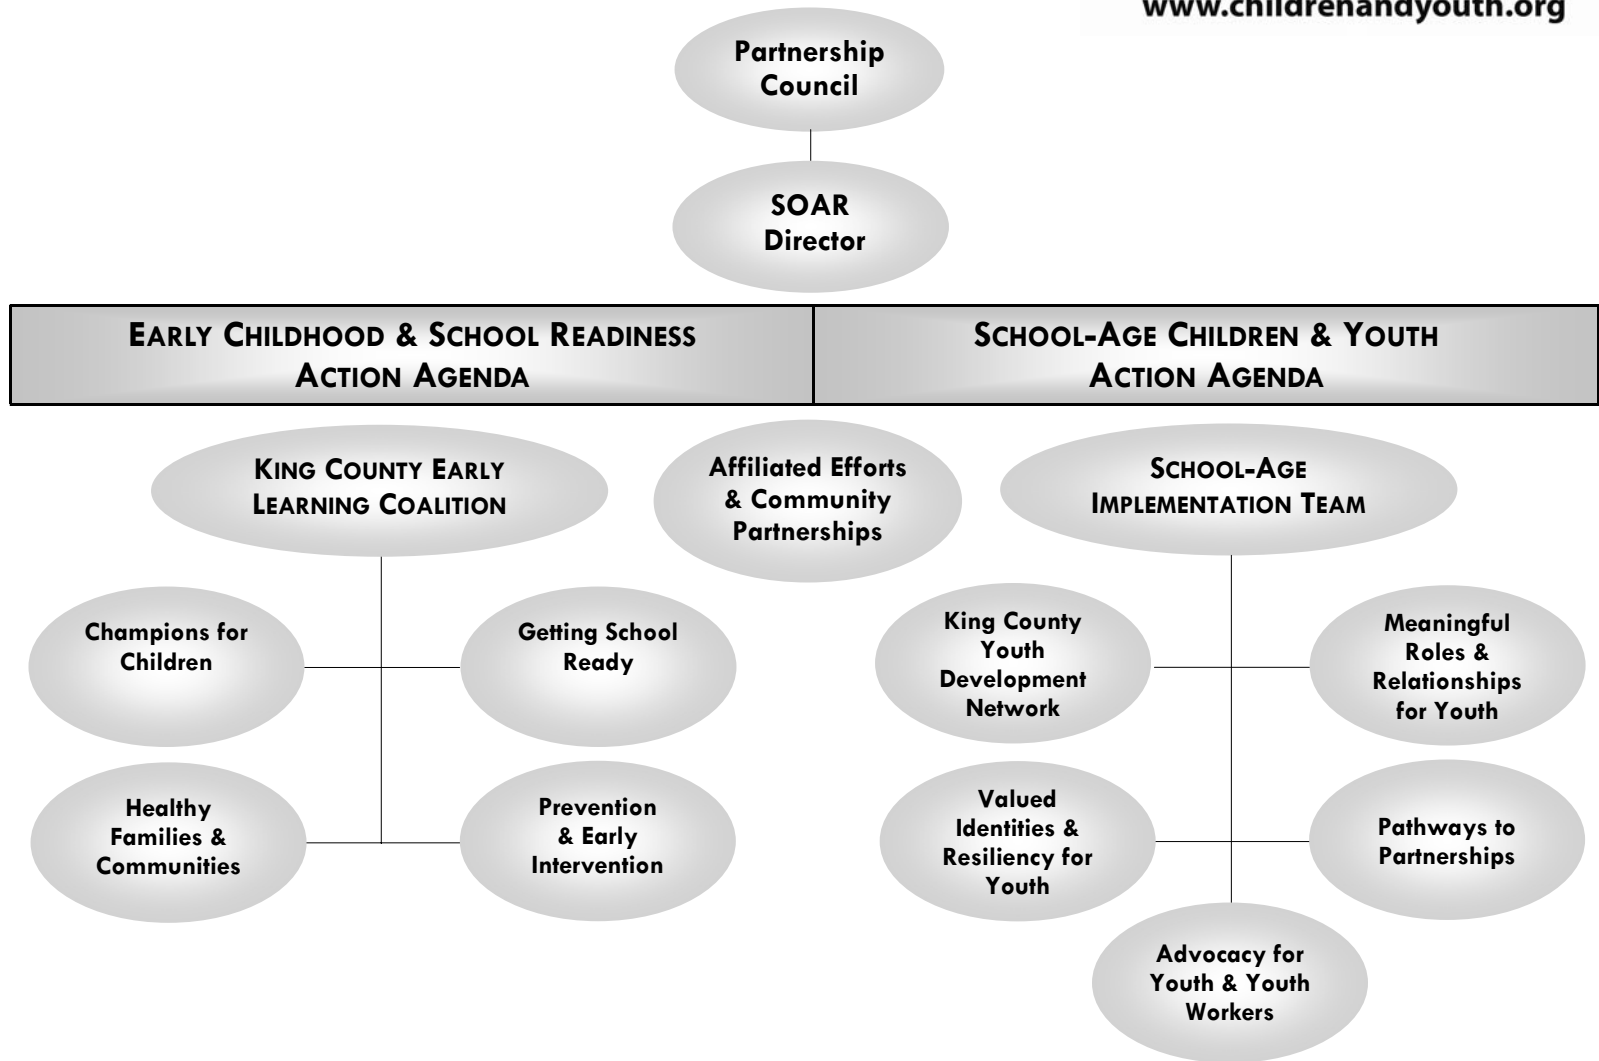 www.childrenandyouth.org
Partnership
Council
SOAR
Director
EARLY CHILDHOOD & SCHOOL READINESS
ACTION AGENDA
SCHOOL-AGE CHILDREN & YOUTH
ACTION AGENDA
KING COUNTY EARLY
LEARNING COALITION
Affiliated Efforts
& Community
Partnerships
SCHOOL-AGE
IMPLEMENTATION TEAM
Champions for
Children
Getting School
Ready
King County
Youth
Development
Network
Meaningful
Roles &
Relationships
for Youth
Healthy
Families &
Communities
Prevention
& Early
Intervention
Valued
Identities &
Resiliency for
Youth
Pathways to
Partnerships
Advocacy for
Youth & Youth
Workers